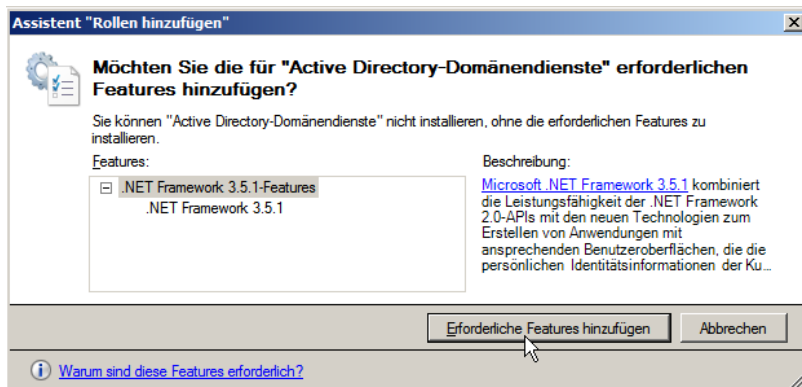 Assistent "Rollen hinzufügen"
Möchten Sie die für "Active Directory-Domänendienste" erforderlichen
Features hinzufügen?
Sie können "Active Directory-Domänendienste" nicht installieren, ohne die erforderlichen Features zu
installieren.
Features:
.NET Framework 3.5.1-Features
.NET Framework 3.5.1
Beschreibung:
Microsoft .NET Framework 3.5.1 kombiniert
die Leistungsfähigkeit der .NET Framework
2.0-APIs mit den neuen Technologien zum
Erstellen von Anwendungen mit
ansprechenden Benutzeroberflächen, die die
persönlichen Identitätsinformationen der Ku...
Erforderliche Features hinzufügen
Abbrechen
Warum sind diese Features erforderlich?